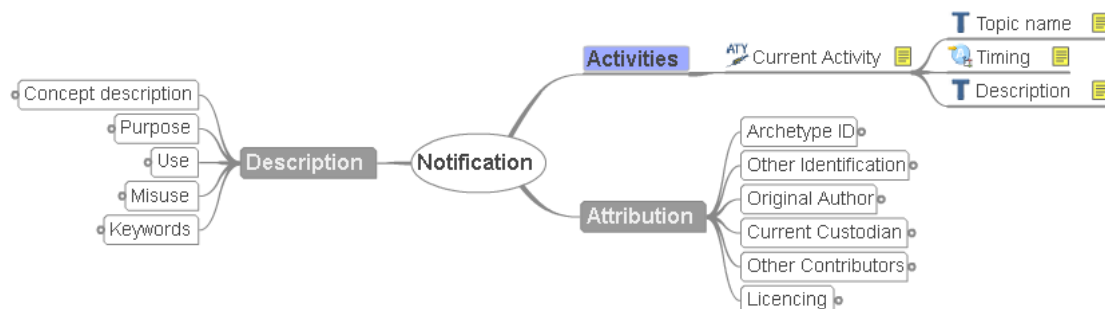 Notification
Activities
ATY Current Activity
T Topic name
Timing
T Description
Description
Concept description
Purpose
Use
Misuse
Keywords
Attribution
Archetype ID
Other Identification
Original Author
Current Custodian
Other Contributors
Licencing